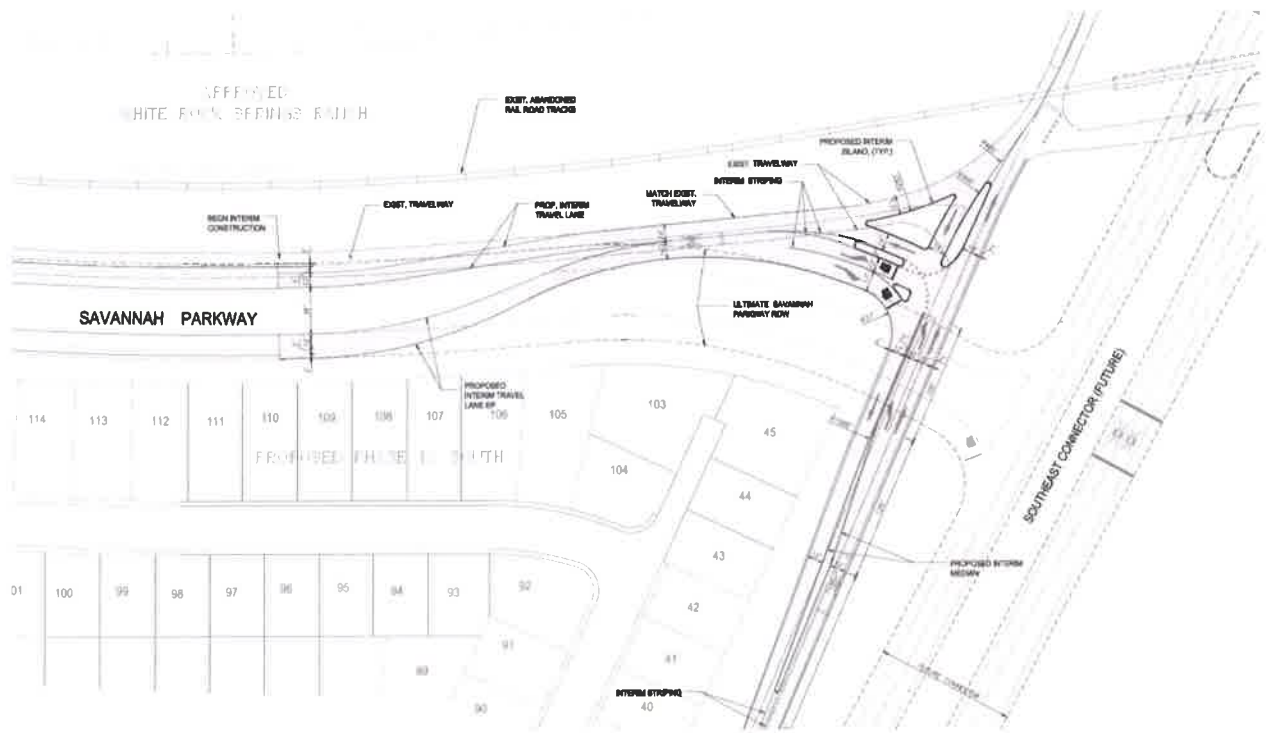 APPROVED
WHITE ROCK SPRINGS RANCH
EXIST. ABANDONED
RAIL ROAD TRACKS
PROPOSED INTERIM
ISLAND, (TYP.)
EXIST TRAVELWAY
INTERIM STRIPING
MATCH EXIST.
TRAVELWAY
EXIST. TRAVELWAY
PROP. INTERIM
TRAVEL LANE
BEGIN INTERIM
CONSTRUCTION
SAVANNAH PARKWAY
ULTIMATE SAVANNAH
PARKWAY ROW
PROPOSED
INTERIM TRAVEL
LANE EP
SOUTHEAST CONNECTOR (FUTURE)
114
113
112
111
110
109
108
107
106
105
103
104
45
44
43
42
41
40
PROPOSED PHASE
SOUTH
01
100
99
98
97
96
95
94
93
92
91
90
89
PROPOSED INTERIM
MEDIAN
INTERIM STRIPING